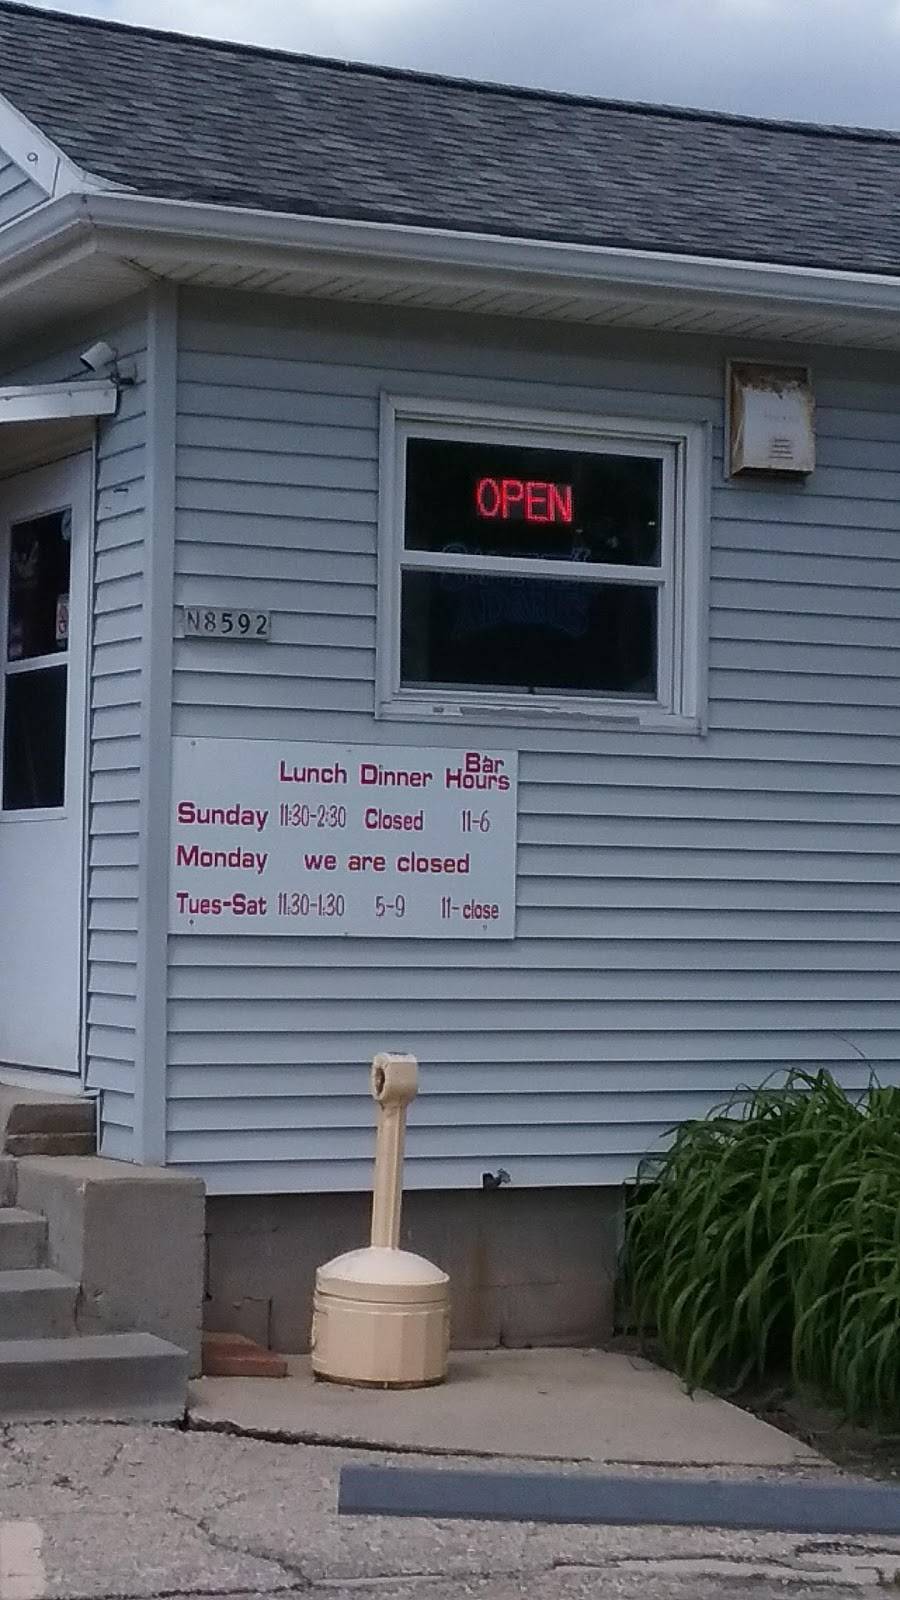 OPEN
N8592
Lunch Dinner Bar Hours
Sunday 11:30-2:30 Closed 11-6
Monday we are closed
Tues-Sat 11:30-1:30 5-9 11-close